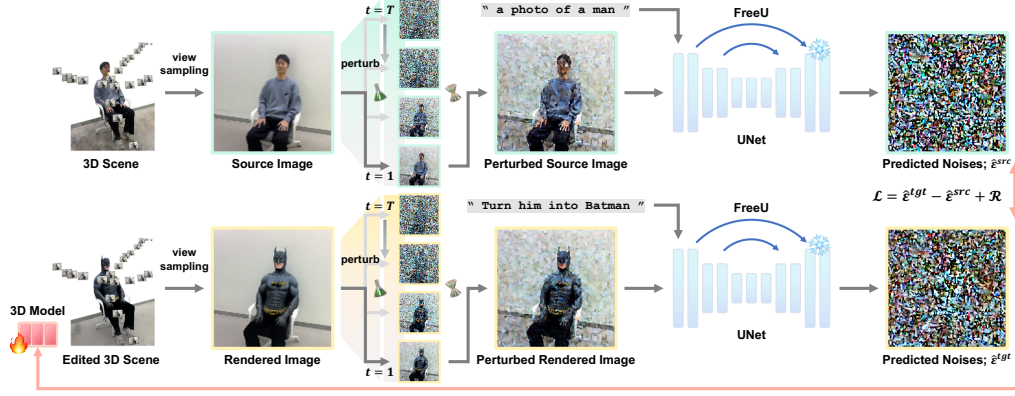 t = T
“ a photo of a man ”
FreeU
view
sampling
perturb
t = 1
UNet
3D Scene
Source Image
Perturbed Source Image
Predicted Noises; ε̂^src
ℒ = ε̂^tgt − ε̂^src + ℛ
t = T
“ Turn him into Batman ”
FreeU
view
sampling
perturb
3D Model
t = 1
UNet
Edited 3D Scene
Rendered Image
Perturbed Rendered Image
Predicted Noises; ε̂^tgt